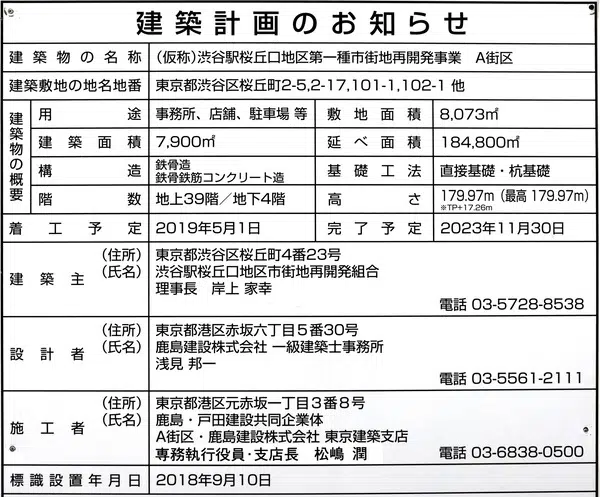 建築計画のお知らせ
建築物の名称 (仮称)渋谷駅桜丘口地区第一種市街地再開発事業 A街区
建築敷地の地名地番 東京都渋谷区桜丘町2-5,2-17,101-1,102-1 他
建築物の概要
用途 事務所、店舗、駐車場 等 敷地面積 8,073㎡
建築面積 7,900㎡ 延べ面積 184,800㎡
構造 鉄骨造 鉄骨鉄筋コンクリート造 基礎工法 直接基礎・杭基礎
階数 地上39階/地下4階 高さ 179.97m (最高 179.97m)
※TP+17.26m
着工予定 2019年5月1日 完了予定 2023年11月30日
建築主
(住所) 東京都渋谷区桜丘町4番23号
(氏名) 渋谷駅桜丘口地区市街地再開発組合
理事長 岸上 家幸
電話 03-5728-8538
設計者
(住所) 東京都港区赤坂六丁目5番30号
(氏名) 鹿島建設株式会社 一級建築士事務所
浅見 邦一
電話 03-5561-2111
施工者
(住所) 東京都港区元赤坂一丁目3番8号
(氏名) 鹿島・戸田建設共同企業体
A街区・鹿島建設株式会社 東京建築支店
専務執行役員・支店長 松嶋 潤
電話 03-6838-0500
標識設置年月日 2018年9月10日